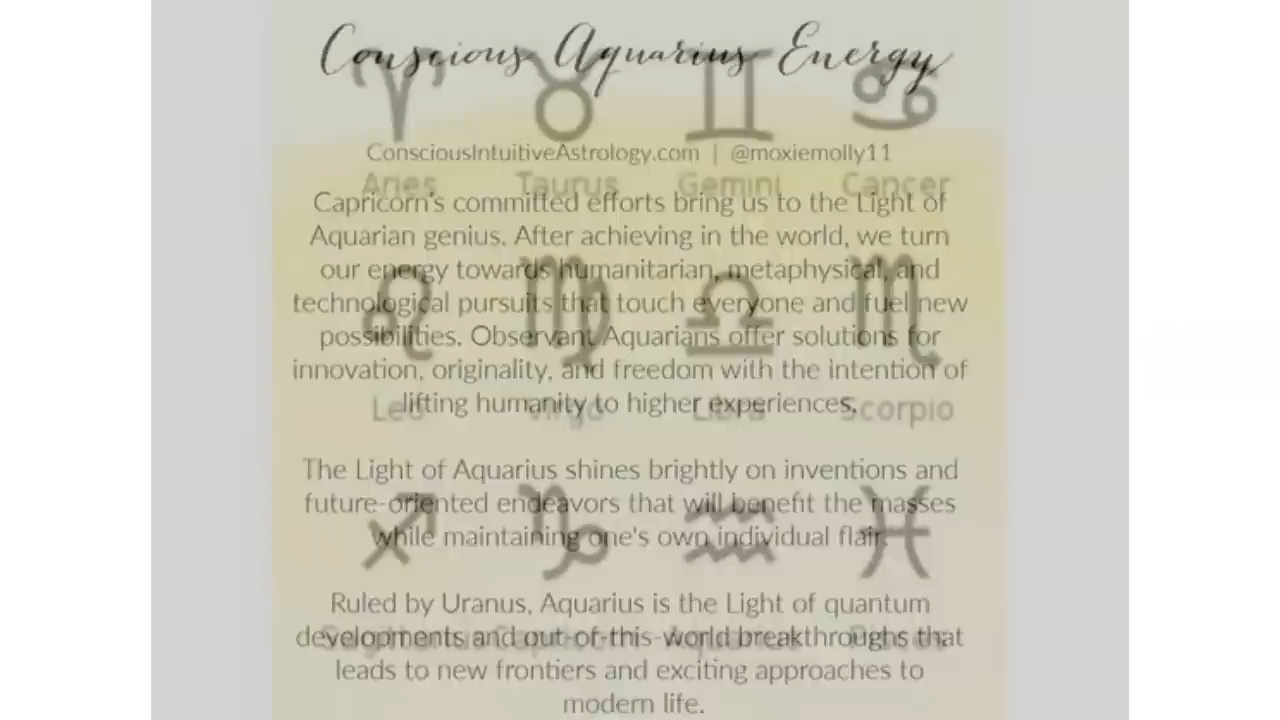 Conscious Aquarius Energy
ConsciousIntuitiveAstrology.com | @moxiemolly11
Aries Taurus Gemini Cancer
Capricorn's committed efforts bring us to the Light of
Aquarian genius. After achieving in the world, we turn
our energy towards humanitarian, metaphysical, and
technological pursuits that touch everyone and fuel new
possibilities. Observant Aquarians offer solutions for
innovation, originality, and freedom with the intention of
lifting humanity to higher experiences.
Leo Virgo Libra Scorpio
The Light of Aquarius shines brightly on inventions and
future-oriented endeavors that will benefit the masses
while maintaining one's own individual flair.
Ruled by Uranus, Aquarius is the Light of quantum
developments and out-of-this-world breakthroughs that
Sagittarius Capricorn Aquarius Pisces
leads to new frontiers and exciting approaches to
modern life.